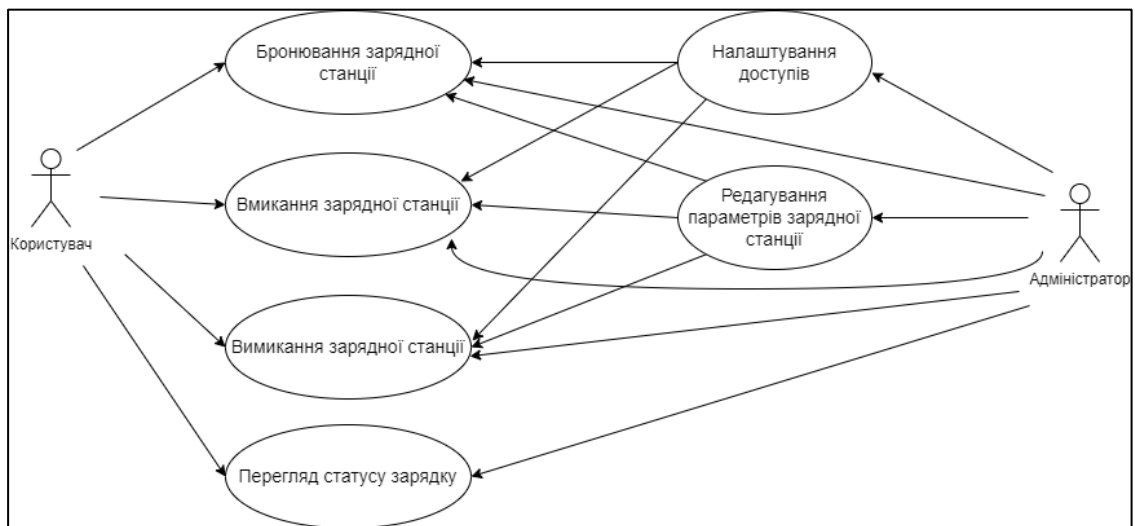 Бронювання зарядної
станції
Налаштування
доступів
Вмикання зарядної станції
Редагування
параметрів зарядної
станції
Користувач
Адміністратор
Вимикання зарядної станції
Перегляд статусу зарядку